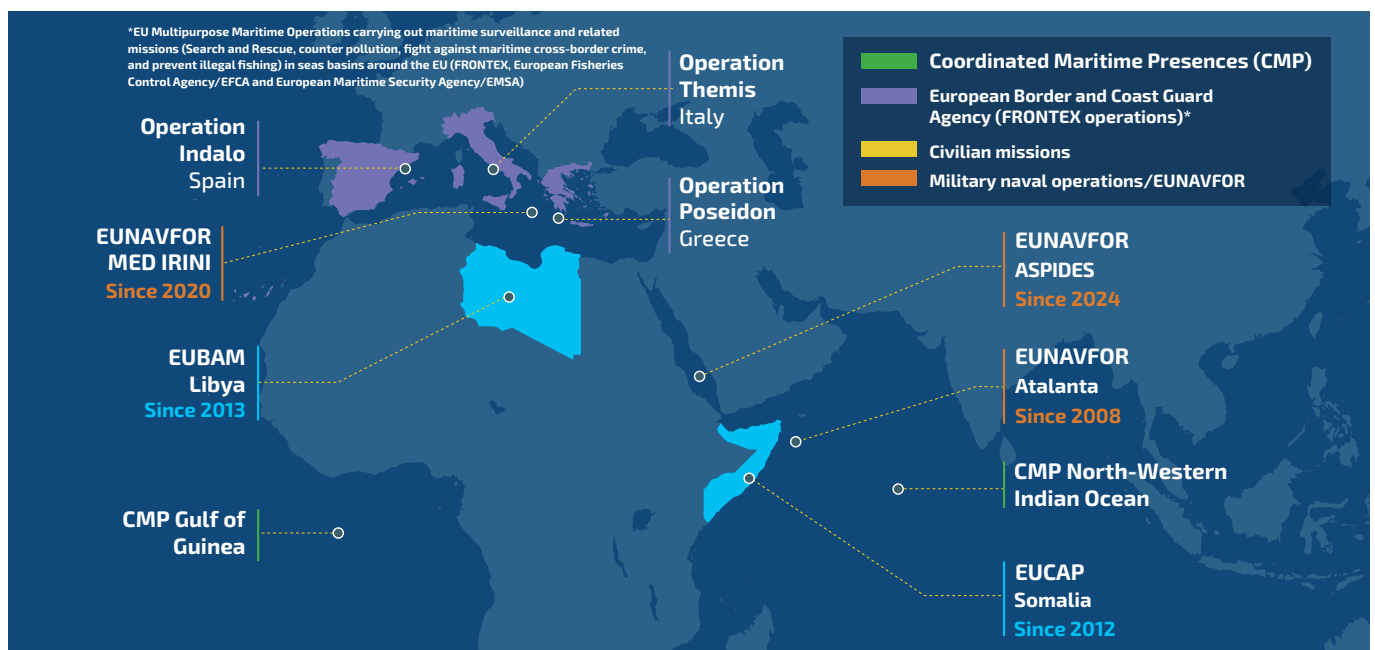 *EU Multipurpose Maritime Operations carrying out maritime surveillance and related
missions (Search and Rescue, counter pollution, fight against maritime cross-border crime,
and prevent illegal fishing) in seas basins around the EU (FRONTEX, European Fisheries
Control Agency/EFCA and European Maritime Security Agency/EMSA)
Operation
Themis
Italy
Coordinated Maritime Presences (CMP)
European Border and Coast Guard
Agency (FRONTEX operations)*
Civilian missions
Military naval operations/EUNAVFOR
Operation
Indalo
Spain
Operation
Poseidon
Greece
EUNAVFOR
MED IRINI
Since 2020
EUNAVFOR
ASPIDES
Since 2024
EUBAM
Libya
Since 2013
EUNAVFOR
Atalanta
Since 2008
CMP North-Western
Indian Ocean
CMP Gulf of
Guinea
EUCAP
Somalia
Since 2012